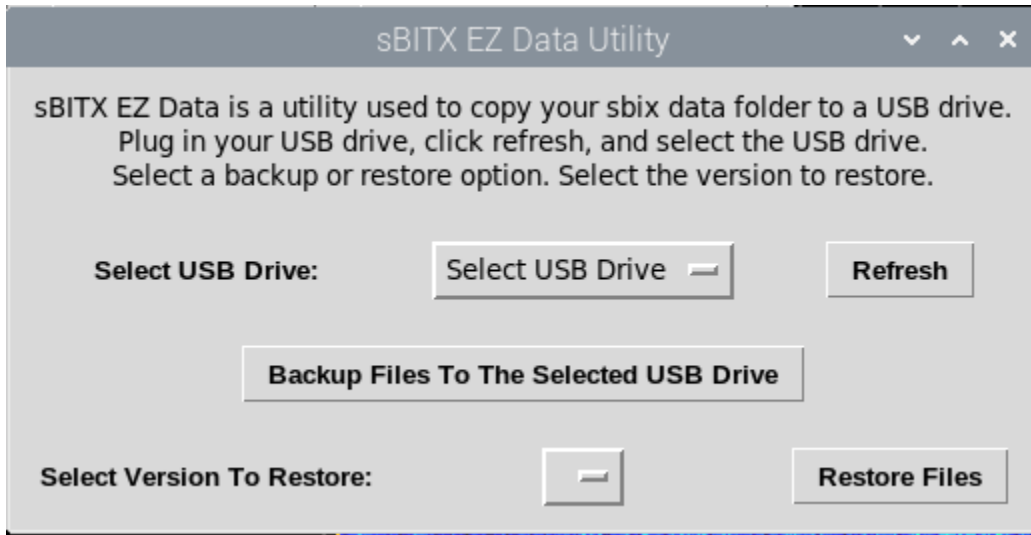 sBITX EZ Data Utility
sBITX EZ Data is a utility used to copy your sbix data folder to a USB drive.
Plug in your USB drive, click refresh, and select the USB drive.
Select a backup or restore option. Select the version to restore.
Select USB Drive: Select USB Drive Refresh
Backup Files To The Selected USB Drive
Select Version To Restore: Restore Files